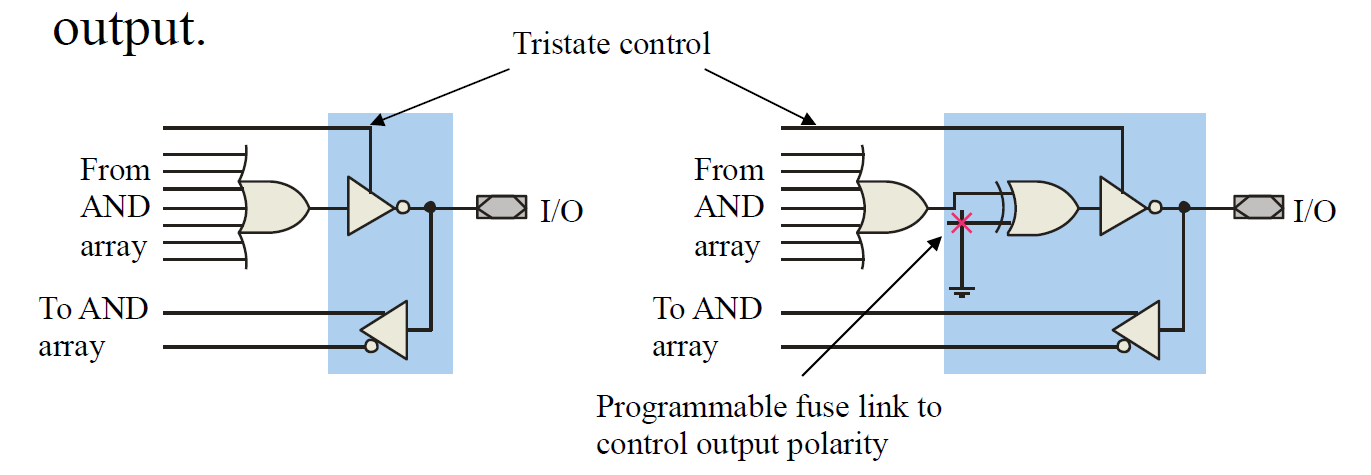 output.
Tristate control
From
AND
array
I/O
To AND
array
From
AND
array
I/O
To AND
array
Programmable fuse link to
control output polarity